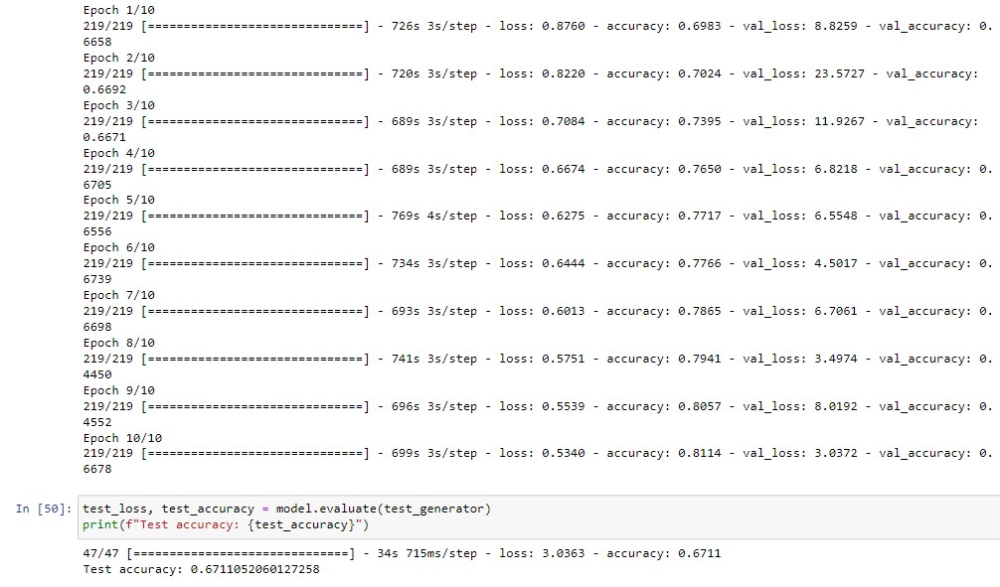 Epoch 1/10
219/219 [==============================] - 726s 3s/step - loss: 0.8760 - accuracy: 0.6983 - val_loss: 8.8259 - val_accuracy: 0.
6658
Epoch 2/10
219/219 [==============================] - 720s 3s/step - loss: 0.8220 - accuracy: 0.7024 - val_loss: 23.5727 - val_accuracy:
0.6692
Epoch 3/10
219/219 [==============================] - 689s 3s/step - loss: 0.7084 - accuracy: 0.7395 - val_loss: 11.9267 - val_accuracy:
0.6671
Epoch 4/10
219/219 [==============================] - 689s 3s/step - loss: 0.6674 - accuracy: 0.7650 - val_loss: 6.8218 - val_accuracy: 0.
6705
Epoch 5/10
219/219 [==============================] - 769s 4s/step - loss: 0.6275 - accuracy: 0.7717 - val_loss: 6.5548 - val_accuracy: 0.
6556
Epoch 6/10
219/219 [==============================] - 734s 3s/step - loss: 0.6444 - accuracy: 0.7766 - val_loss: 4.5017 - val_accuracy: 0.
6739
Epoch 7/10
219/219 [==============================] - 693s 3s/step - loss: 0.6013 - accuracy: 0.7865 - val_loss: 6.7061 - val_accuracy: 0.
6698
Epoch 8/10
219/219 [==============================] - 741s 3s/step - loss: 0.5751 - accuracy: 0.7941 - val_loss: 3.4974 - val_accuracy: 0.
4450
Epoch 9/10
219/219 [==============================] - 696s 3s/step - loss: 0.5539 - accuracy: 0.8057 - val_loss: 8.0192 - val_accuracy: 0.
4552
Epoch 10/10
219/219 [==============================] - 699s 3s/step - loss: 0.5340 - accuracy: 0.8114 - val_loss: 3.0372 - val_accuracy: 0.
6678
In [50]: test_loss, test_accuracy = model.evaluate(test_generator)
print(f"Test accuracy: {test_accuracy}")
47/47 [==============================] - 34s 715ms/step - loss: 3.0363 - accuracy: 0.6711
Test accuracy: 0.6711052060127258